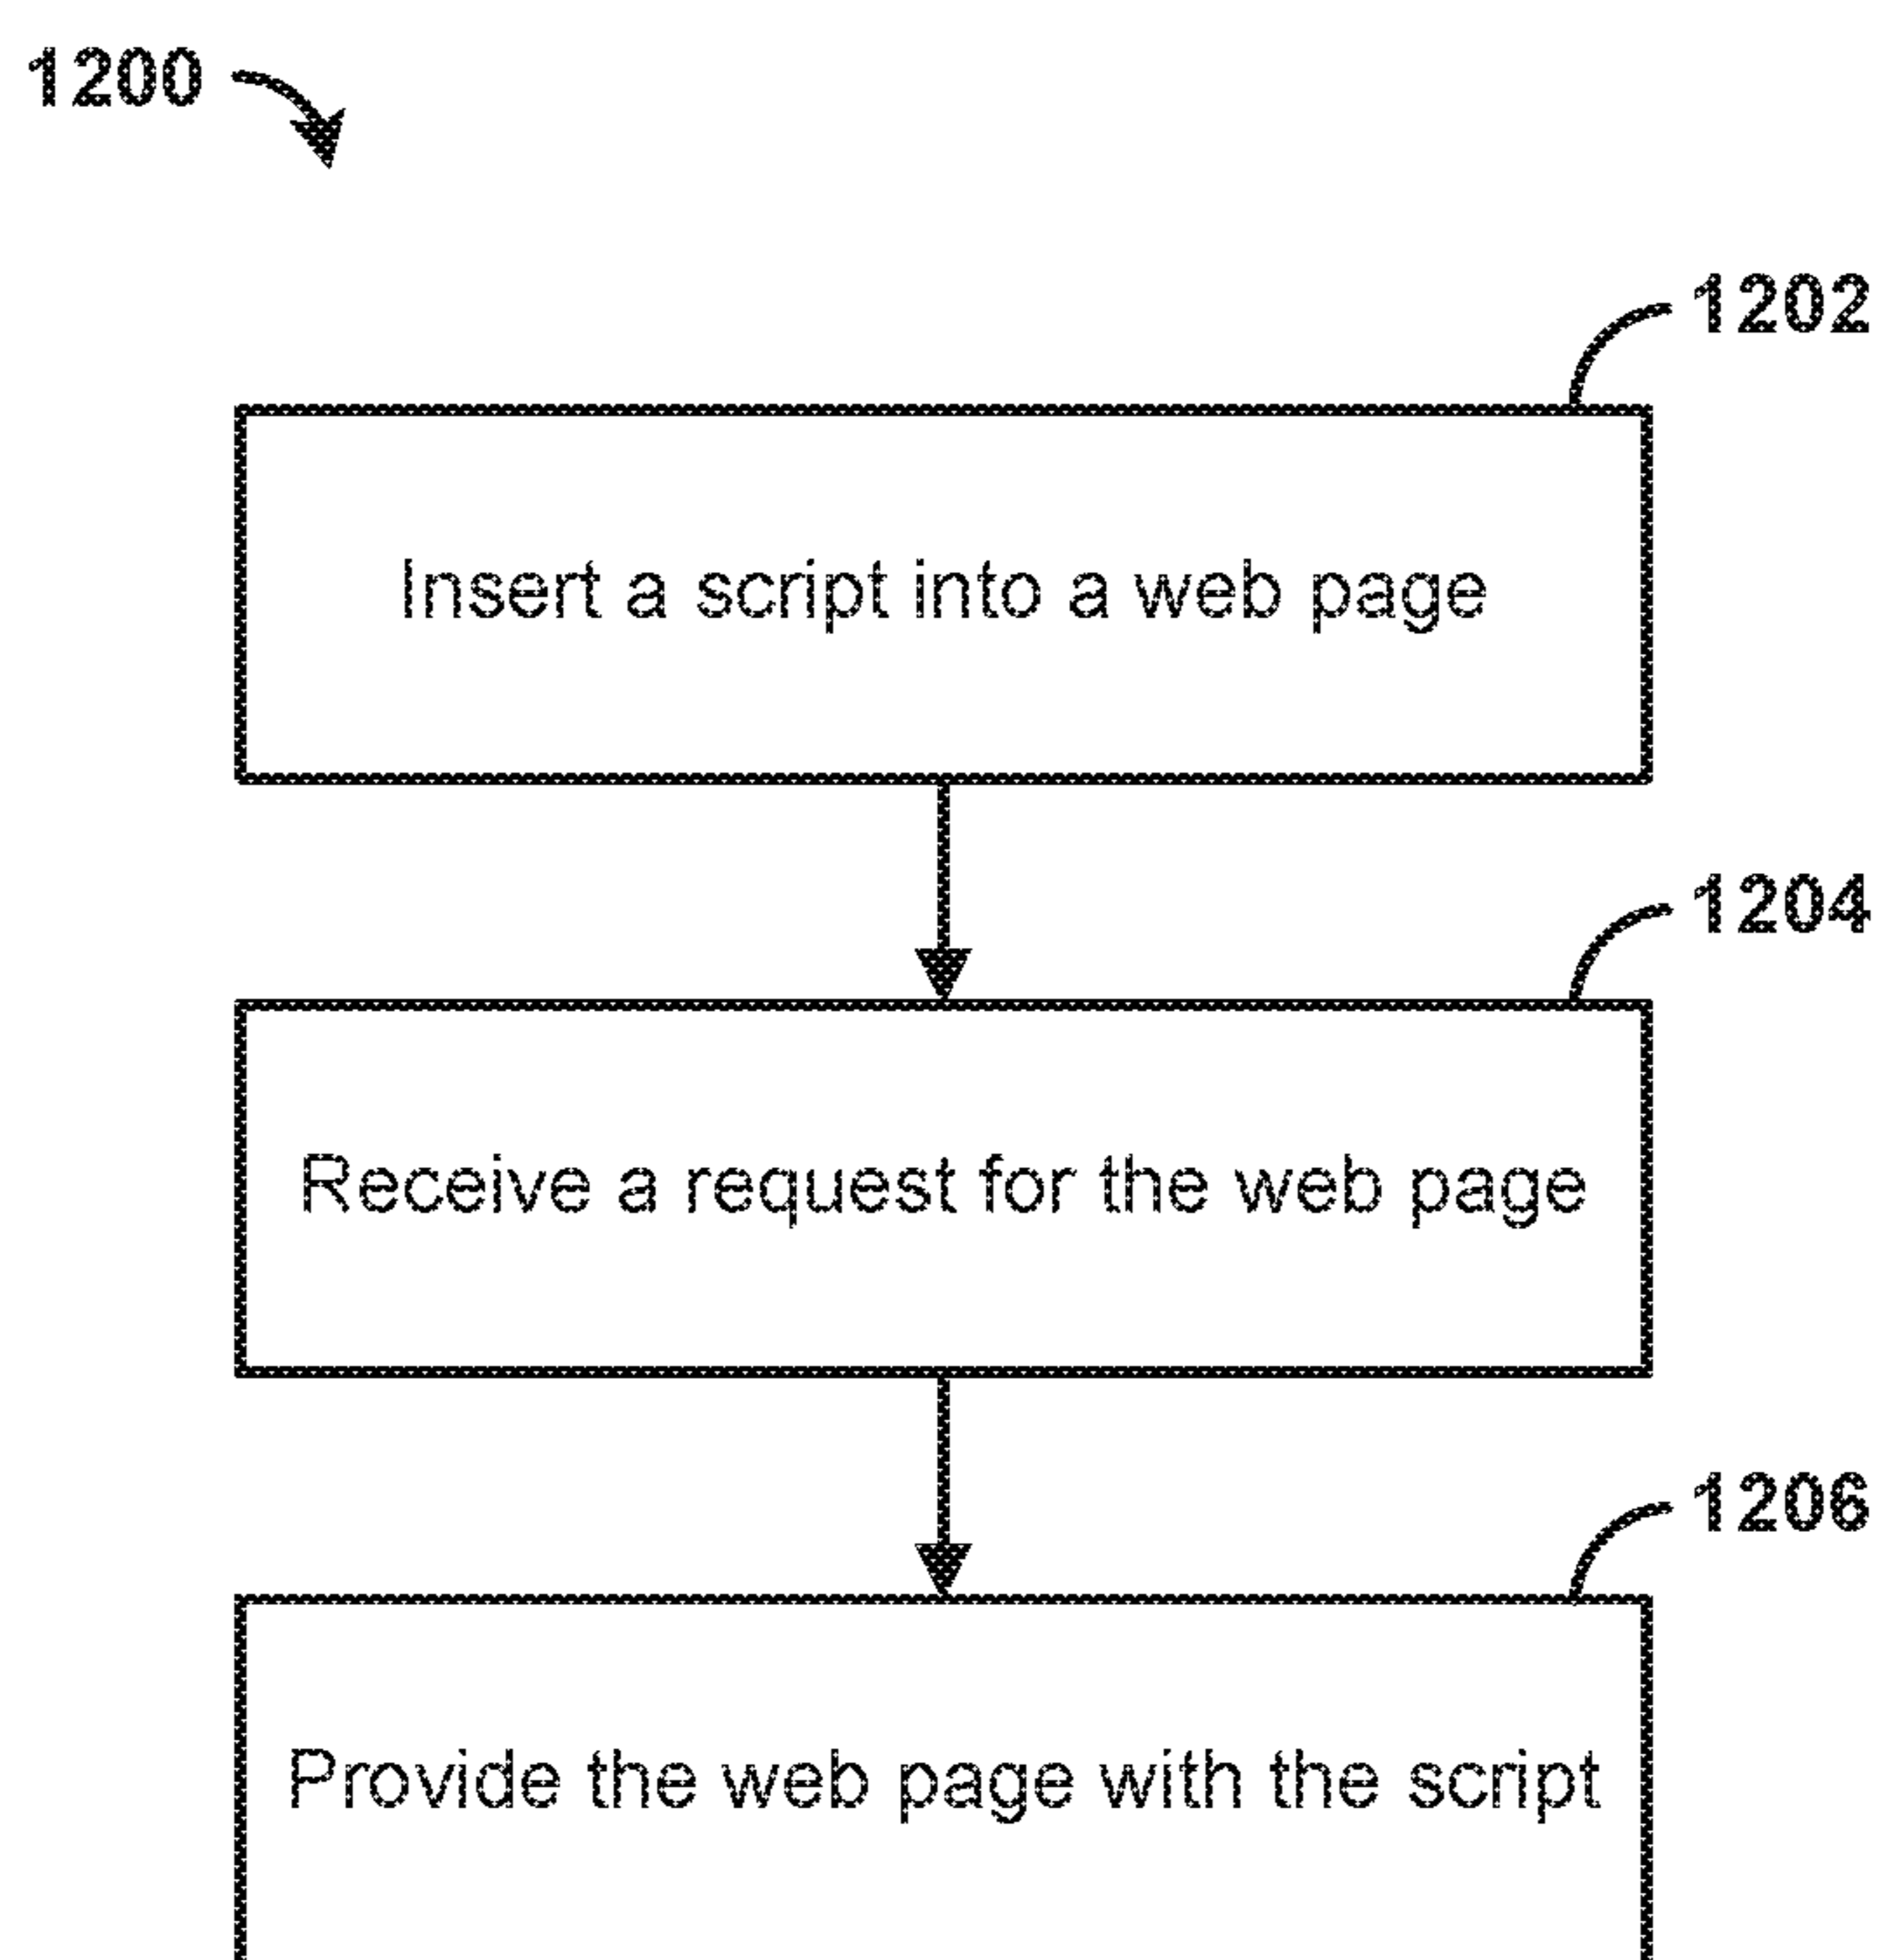 1200
1202
Insert a script into a web page
1204
Receive a request for the web page
1206
Provide the web page with the script